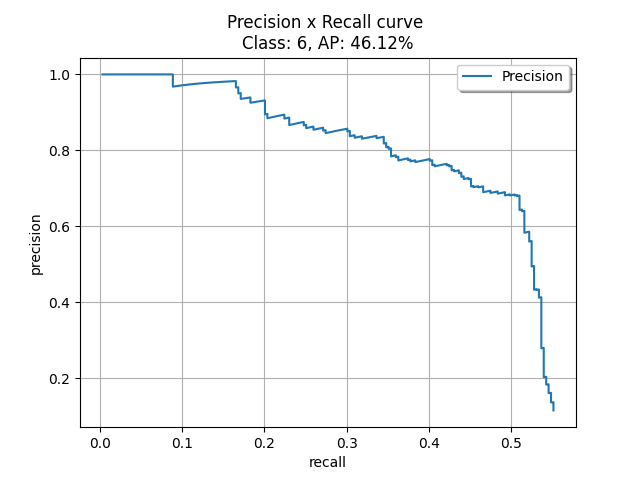 Precision x Recall curve
Class: 6, AP: 46.12%
Precision
1.0
0.8
0.6
0.4
0.2
precision
0.0 0.1 0.2 0.3 0.4 0.5
recall